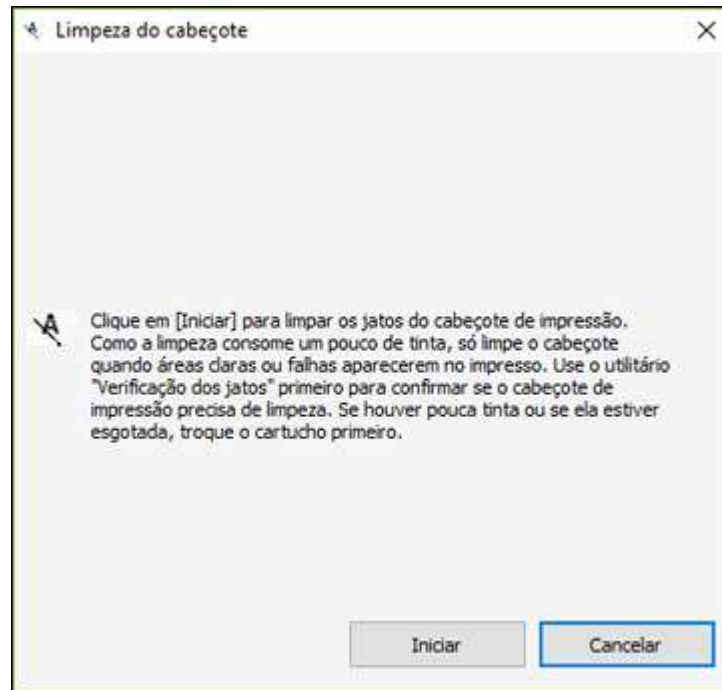 Limpeza do cabeçote
Clique em [Iniciar] para limpar os jatos do cabeçote de impressão.
Como a limpeza consome um pouco de tinta, só limpe o cabeçote
quando áreas claras ou falhas aparecerem no impresso. Use o utilitário
"Verificação dos jatos" primeiro para confirmar se o cabeçote de
impressão precisa de limpeza. Se houver pouca tinta ou se ela estiver
esgotada, troque o cartucho primeiro.
Iniciar
Cancelar